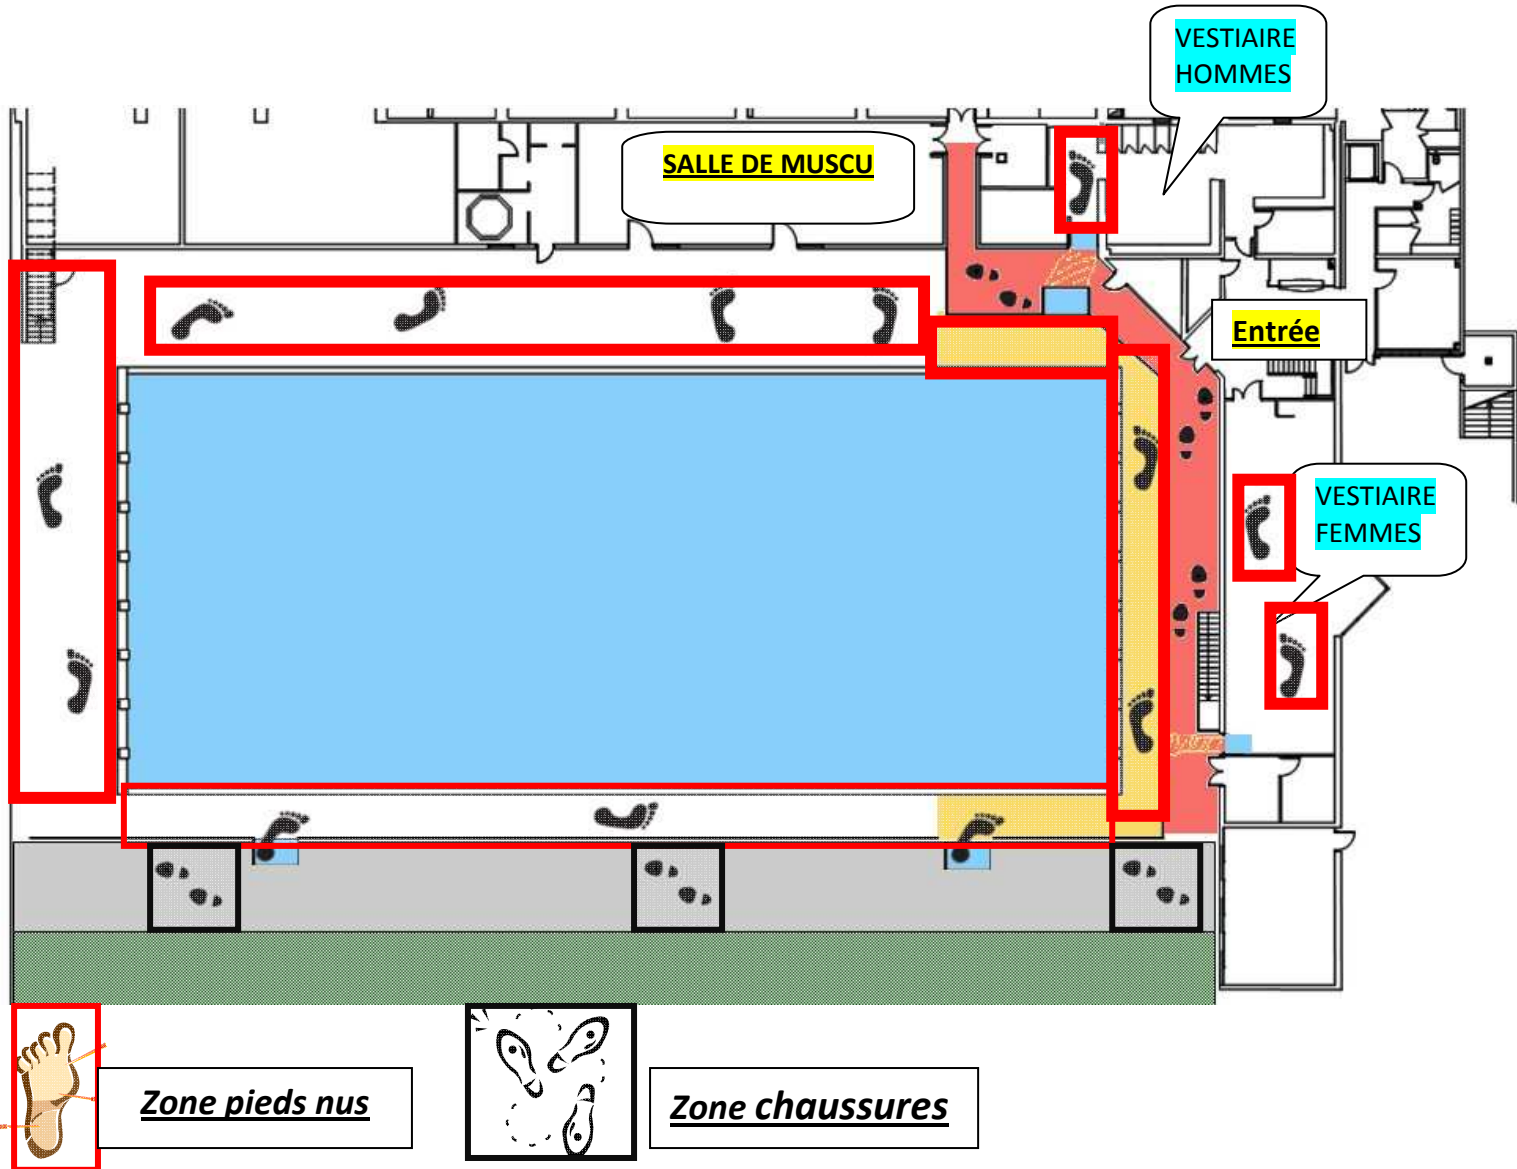 VESTIAIRE
HOMMES
SALLE DE MUSCU
Entrée
VESTIAIRE
FEMMES
Zone pieds nus
Zone chaussures